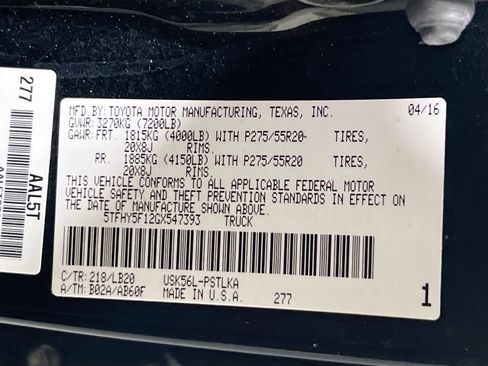 MFD BY: TOYOTA MOTOR MANUFACTURING, TEXAS, INC. 04/16
GVWR: 3270KG (7200LB)
GAWR: FRT. 1815KG (4000LB) WITH P275/55R20 TIRES,
20X8J RIMS.
RR. 1885KG (4150LB) WITH P275/55R20 TIRES,
20X8J RIMS.
THIS VEHICLE CONFORMS TO ALL APPLICABLE FEDERAL MOTOR
VEHICLE SAFETY AND THEFT PREVENTION STANDARDS IN EFFECT
ON THE DATE OF MANUFACTURE SHOWN ABOVE.
5TFHY5F12GX547393 TRUCK
C/TR: 218/LB20 USK56L-PSTLKA
A/TM: B02A/AB60F MADE IN U.S.A. 277 1
277
AAL5T